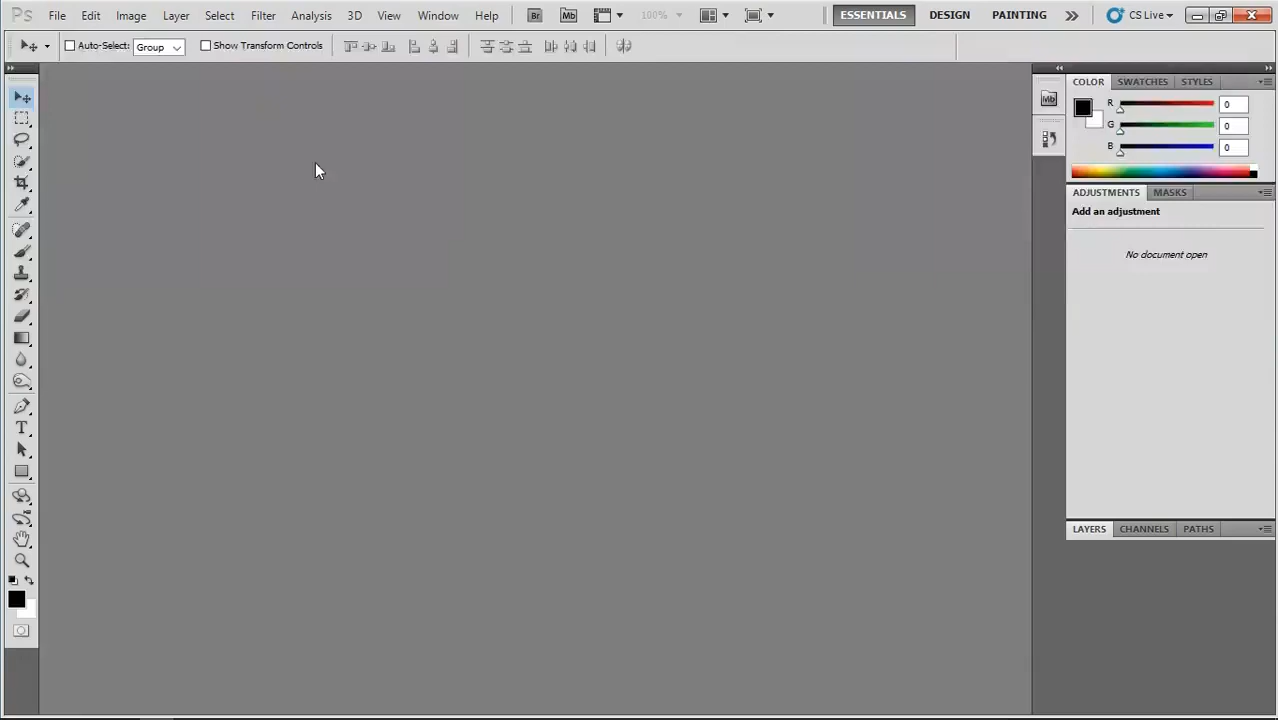 Ps File Edit Image Layer Select Filter Analysis 3D View Window Help Br Mb 100% ESSENTIALS DESIGN PAINTING CS Live
Auto-Select: Group Show Transform Controls
COLOR SWATCHES STYLES
Mb
R 0
G 0
B 0
ADJUSTMENTS MASKS
Add an adjustment
No document open
T
LAYERS CHANNELS PATHS